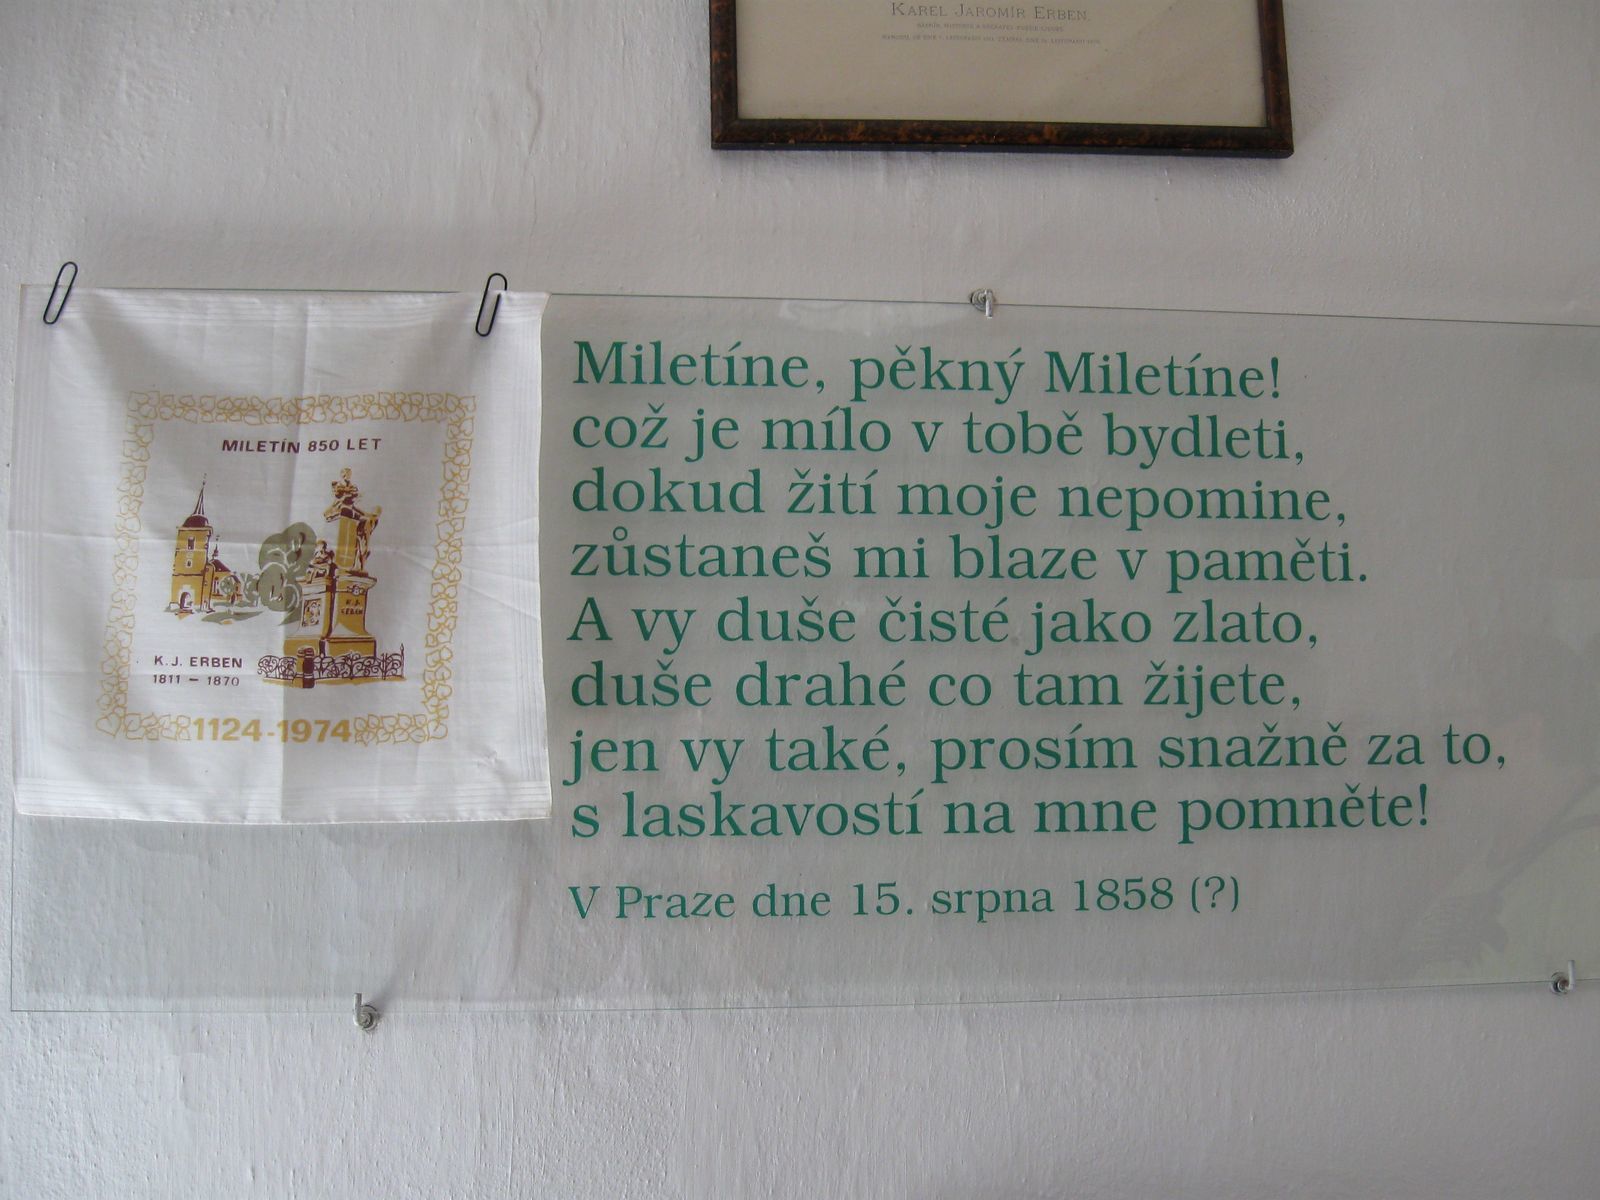 Karel Jaromír Erben.
MILETÍN 850 LET
K. J.
ERBEN
K. J. ERBEN
1811 – 1870
1124-1974
Miletíne, pěkný Miletíne!
což je mílo v tobě bydleti,
dokud žití moje nepomine,
zůstaneš mi blaze v paměti.
A vy duše čisté jako zlato,
duše drahé co tam žijete,
jen vy také, prosím snažně za to,
s laskavostí na mne pomněte!
V Praze dne 15. srpna 1858 (?)